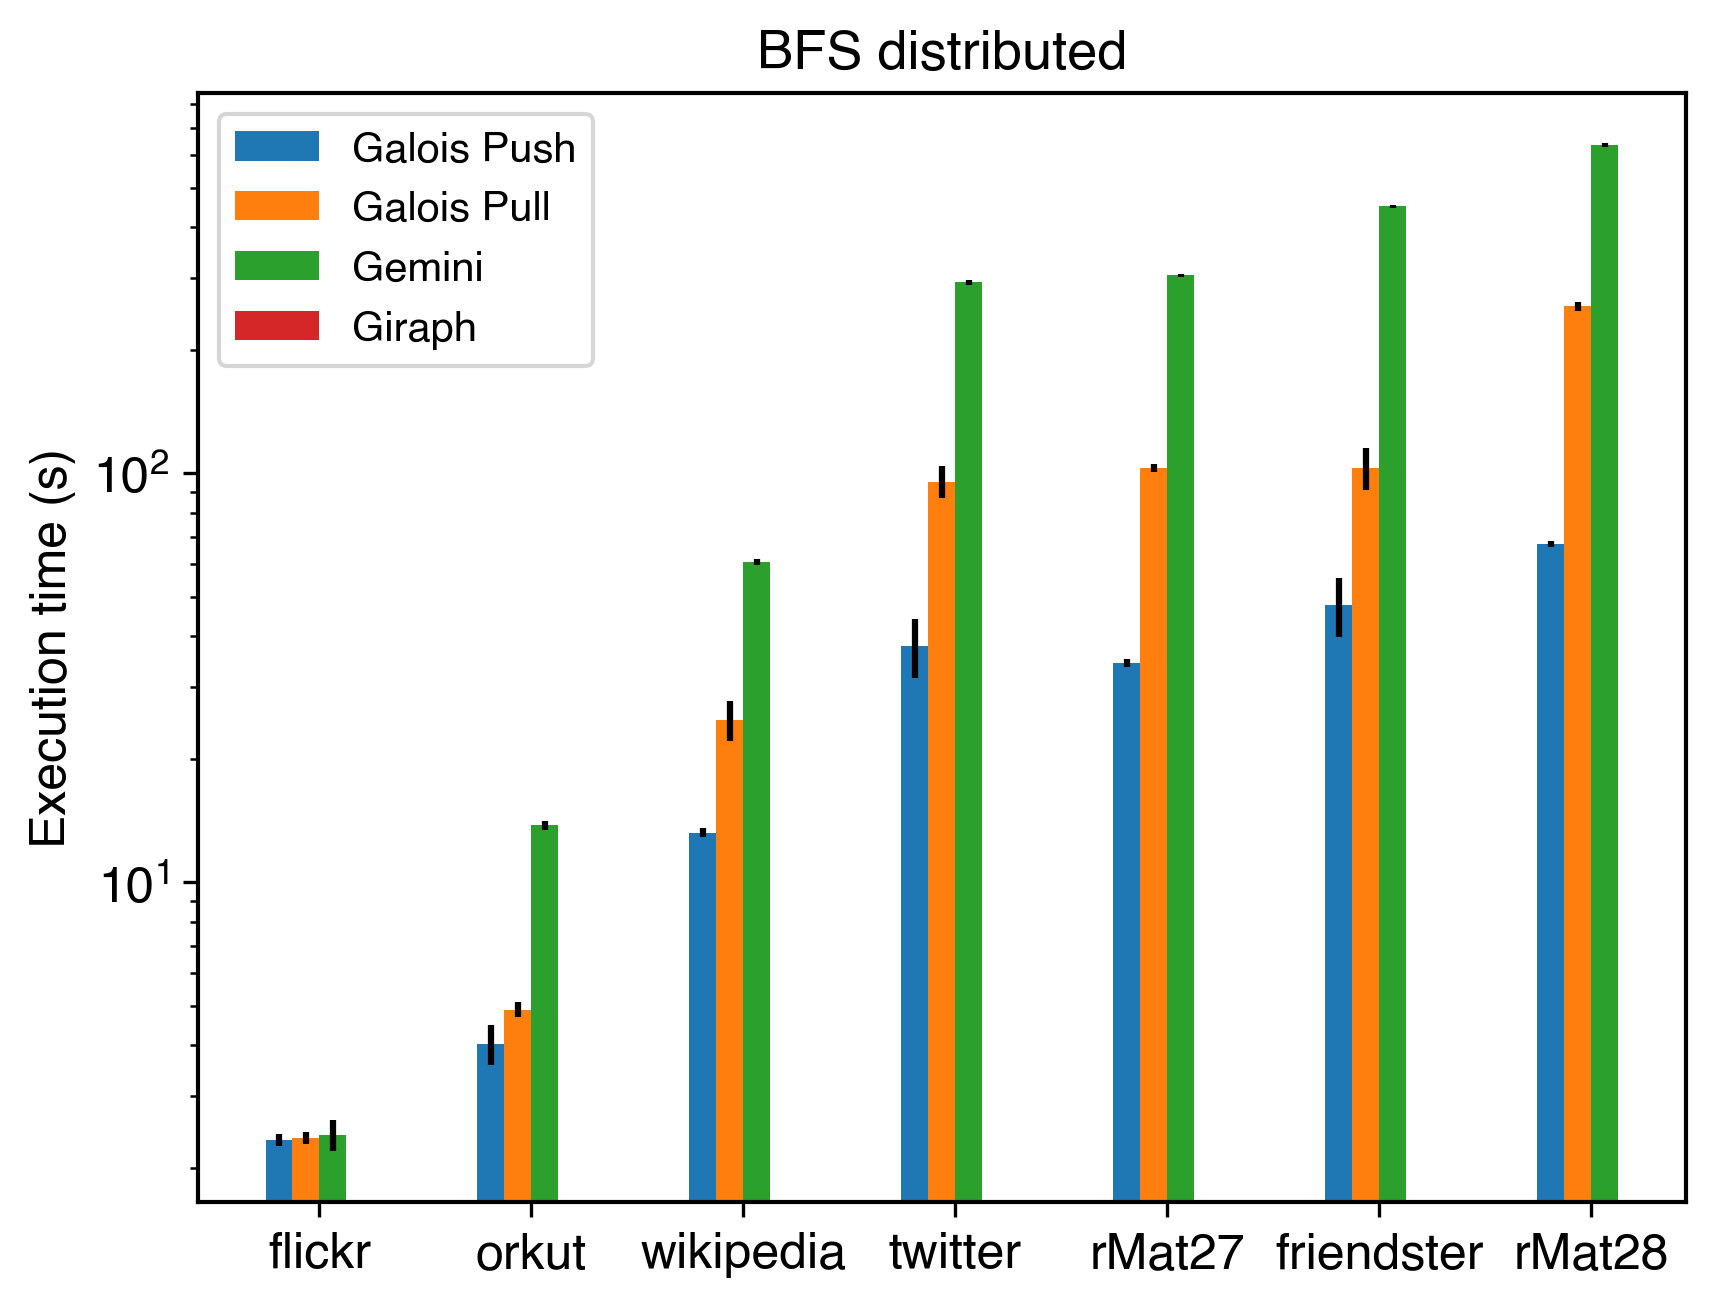 BFS distributed
Galois Push
Galois Pull
Gemini
Giraph
Execution time (s)
10²
10¹
flickr orkut wikipedia twitter rMat27 friendster rMat28